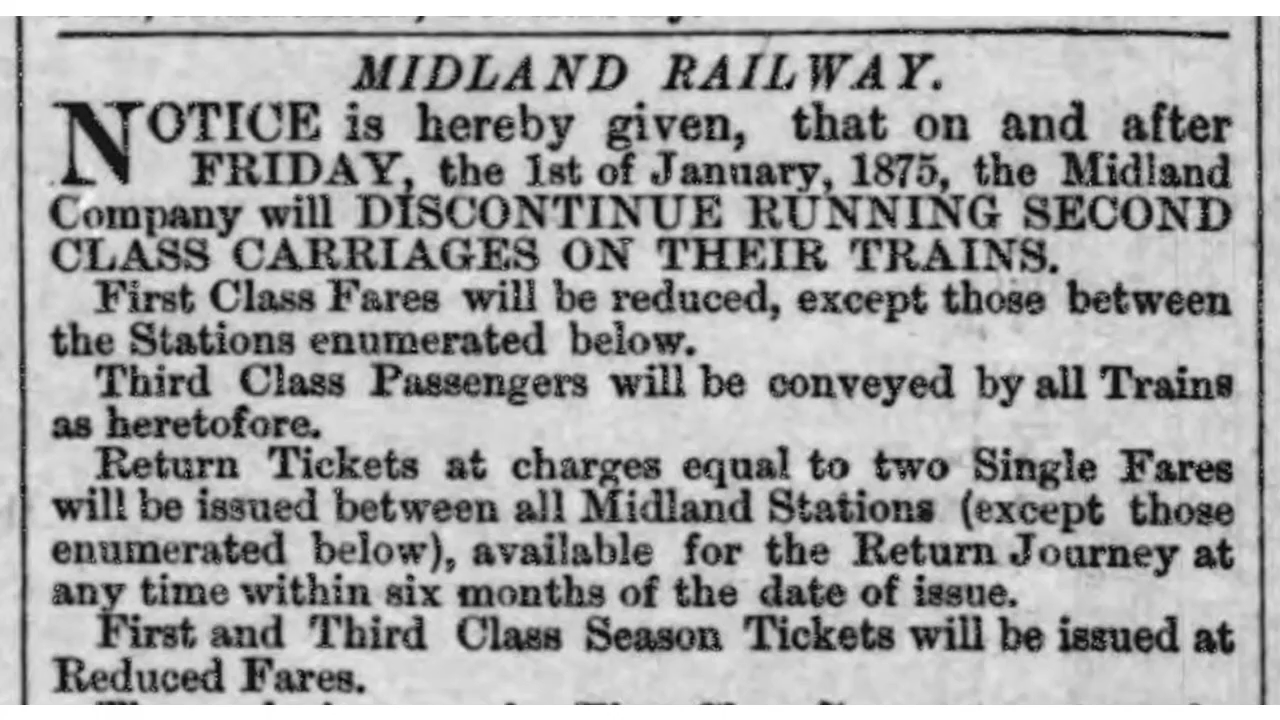 MIDLAND RAILWAY.
NOTICE is hereby given, that on and after
FRIDAY, the 1st of January, 1875, the Midland
Company will DISCONTINUE RUNNING SECOND
CLASS CARRIAGES ON THEIR TRAINS.
First Class Fares will be reduced, except those between
the Stations enumerated below.
Third Class Passengers will be conveyed by all Trains
as heretofore.
Return Tickets at charges equal to two Single Fares
will be issued between all Midland Stations (except those
enumerated below), available for the Return Journey at
any time within six months of the date of issue.
First and Third Class Season Tickets will be issued at
Reduced Fares.